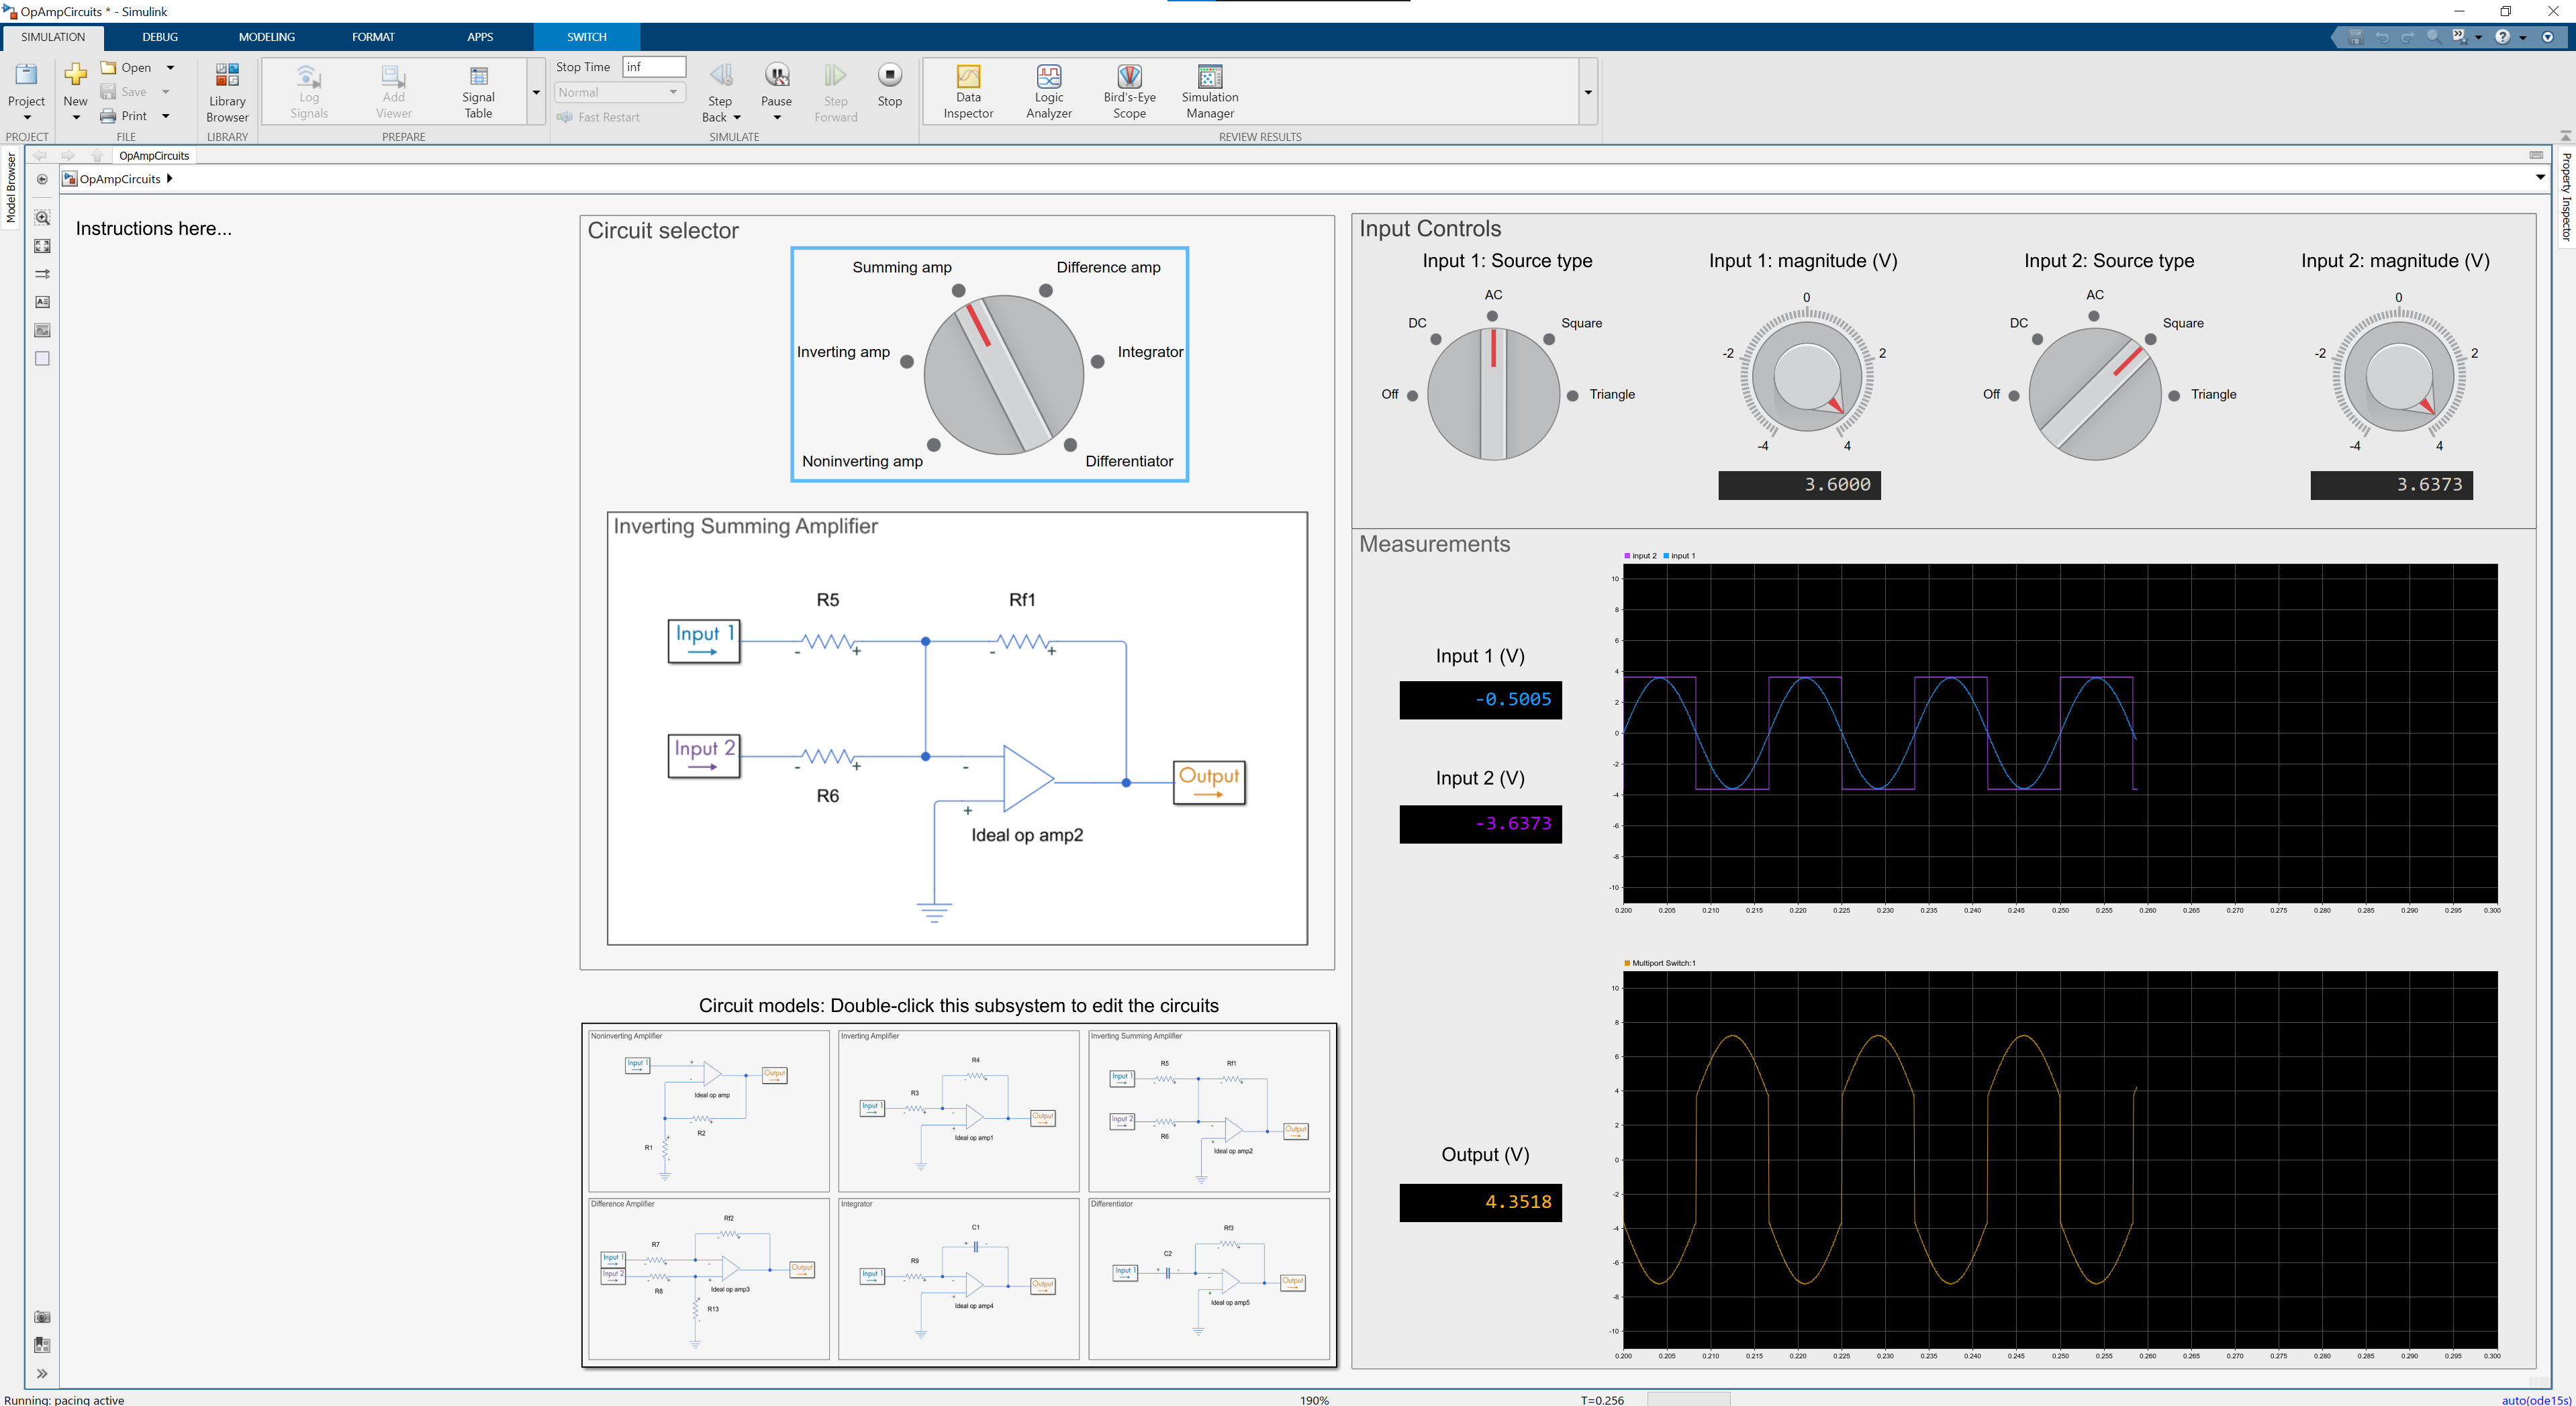 OpAmpCircuits * - Simulink
SIMULATION DEBUG MODELING FORMAT APPS SWITCH
Project
New
Open
Save
Print
Library Browser
Log Signals
Add Viewer
Signal Table
Stop Time inf
Normal
Fast Restart
Step Back
Pause
Step Forward
Stop
Data Inspector
Logic Analyzer
Bird's-Eye Scope
Simulation Manager
PROJECT FILE LIBRARY PREPARE SIMULATE REVIEW RESULTS
Model Browser
Property Inspector
OpAmpCircuits
OpAmpCircuits
Instructions here...
Circuit selector
Summing amp
Difference amp
Inverting amp
Integrator
Noninverting amp
Differentiator
Inverting Summing Amplifier
R5
Rf1
Input 1
- +
- +
Input 2
- +
R6
-
+
Output
Ideal op amp2
Circuit models: Double-click this subsystem to edit the circuits
Noninverting Amplifier
Input 1
+
-
Output
Ideal op amp
R2
R1
Inverting Amplifier
R4
R3
Input 1
Output
Ideal op amp1
Inverting Summing Amplifier
R5
Rf1
Input 1
Input 2
R6
Output
Ideal op amp2
Difference Amplifier
Rf2
R7
Input 1
Input 2
R8
Output
Ideal op amp3
R13
Integrator
C1
R9
Input 1
Output
Ideal op amp4
Differentiator
Rf3
C2
Input 1
Output
Ideal op amp5
Input Controls
Input 1: Source type
AC
DC
Square
Off
Triangle
Input 1: magnitude (V)
0
-2
2
-4
4
3.6000
Input 2: Source type
AC
DC
Square
Off
Triangle
Input 2: magnitude (V)
0
-2
2
-4
4
3.6373
Measurements
Input 1 (V)
-0.5005
Input 2 (V)
-3.6373
input 2 input 1
10
8
6
4
2
0
-2
-4
-6
-8
-10
0.200 0.205 0.210 0.215 0.220 0.225 0.230 0.235 0.240 0.245 0.250 0.255 0.260 0.265 0.270 0.275 0.280 0.285 0.290 0.295 0.300
Output (V)
4.3518
Multiport Switch:1
10
8
6
4
2
0
-2
-4
-6
-8
-10
0.200 0.205 0.210 0.215 0.220 0.225 0.230 0.235 0.240 0.245 0.250 0.255 0.260 0.265 0.270 0.275 0.280 0.285 0.290 0.295 0.300
Running: pacing active
190%
T=0.256
auto(ode15s)